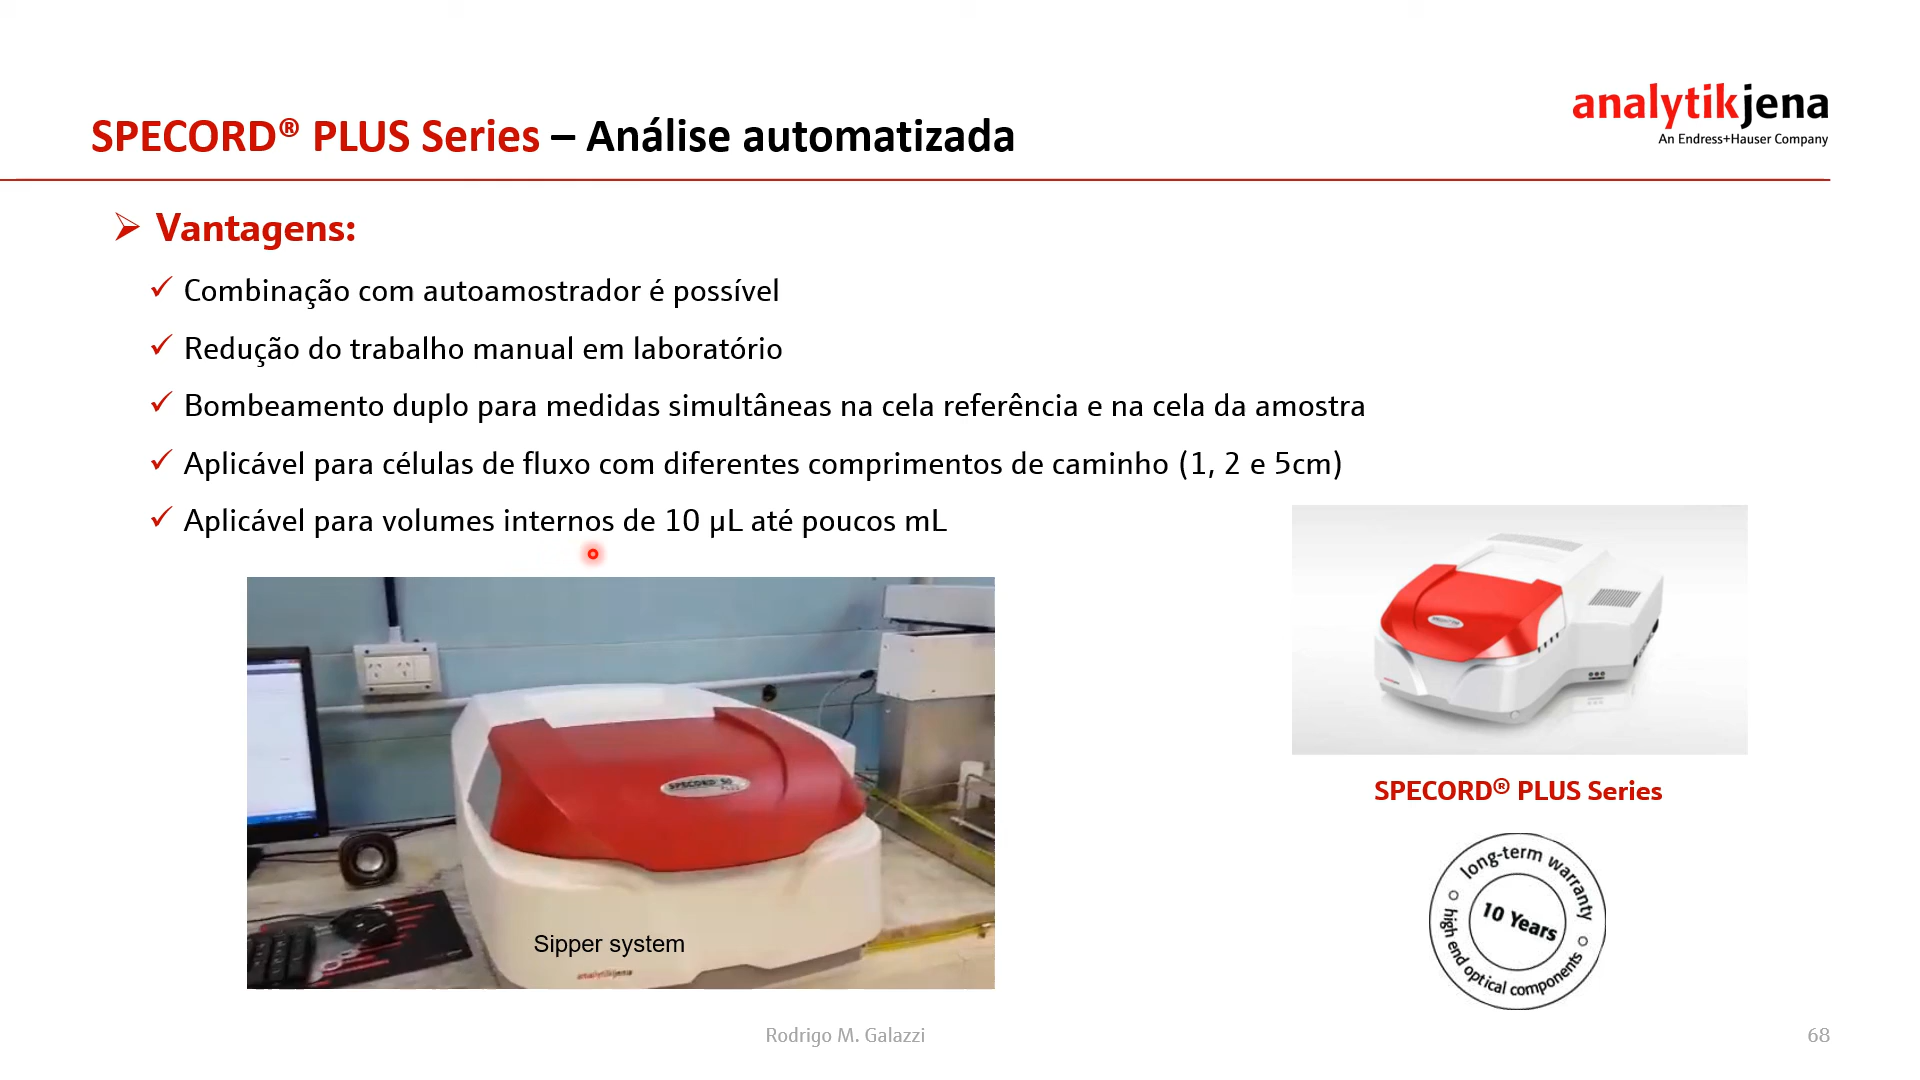 analytikjena
An Endress+Hauser Company
SPECORD® PLUS Series – Análise automatizada
Vantagens:
Combinação com autoamostrador é possível
Redução do trabalho manual em laboratório
Bombeamento duplo para medidas simultâneas na cela referência e na cela da amostra
Aplicável para células de fluxo com diferentes comprimentos de caminho (1, 2 e 5cm)
Aplicável para volumes internos de 10 µL até poucos mL
SPECORD 50
PLUS
Sipper system
analytikjena
SPECORD® PLUS Series
long-term warranty
10 Years
high end optical components
Rodrigo M. Galazzi
68